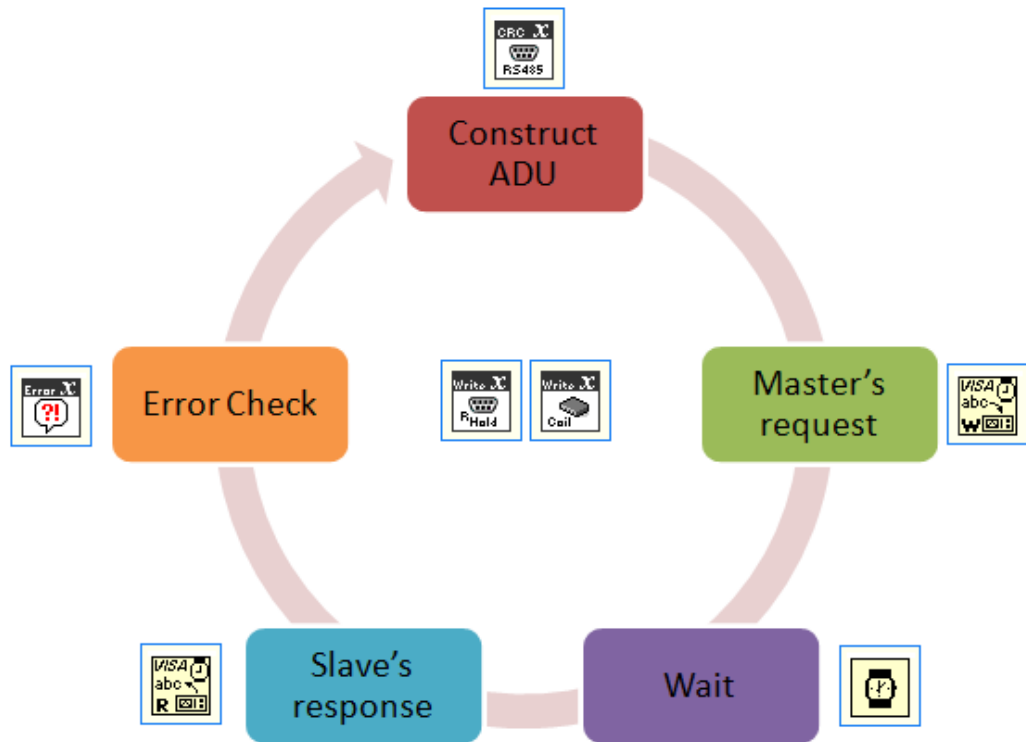 CRC X
RS485
Construct
ADU
Error X
?!
Error Check
Write X
R Hold
Write X
Coil
Master's
request
VISA
abc
W
VISA
abc
R
Slave's
response
Wait